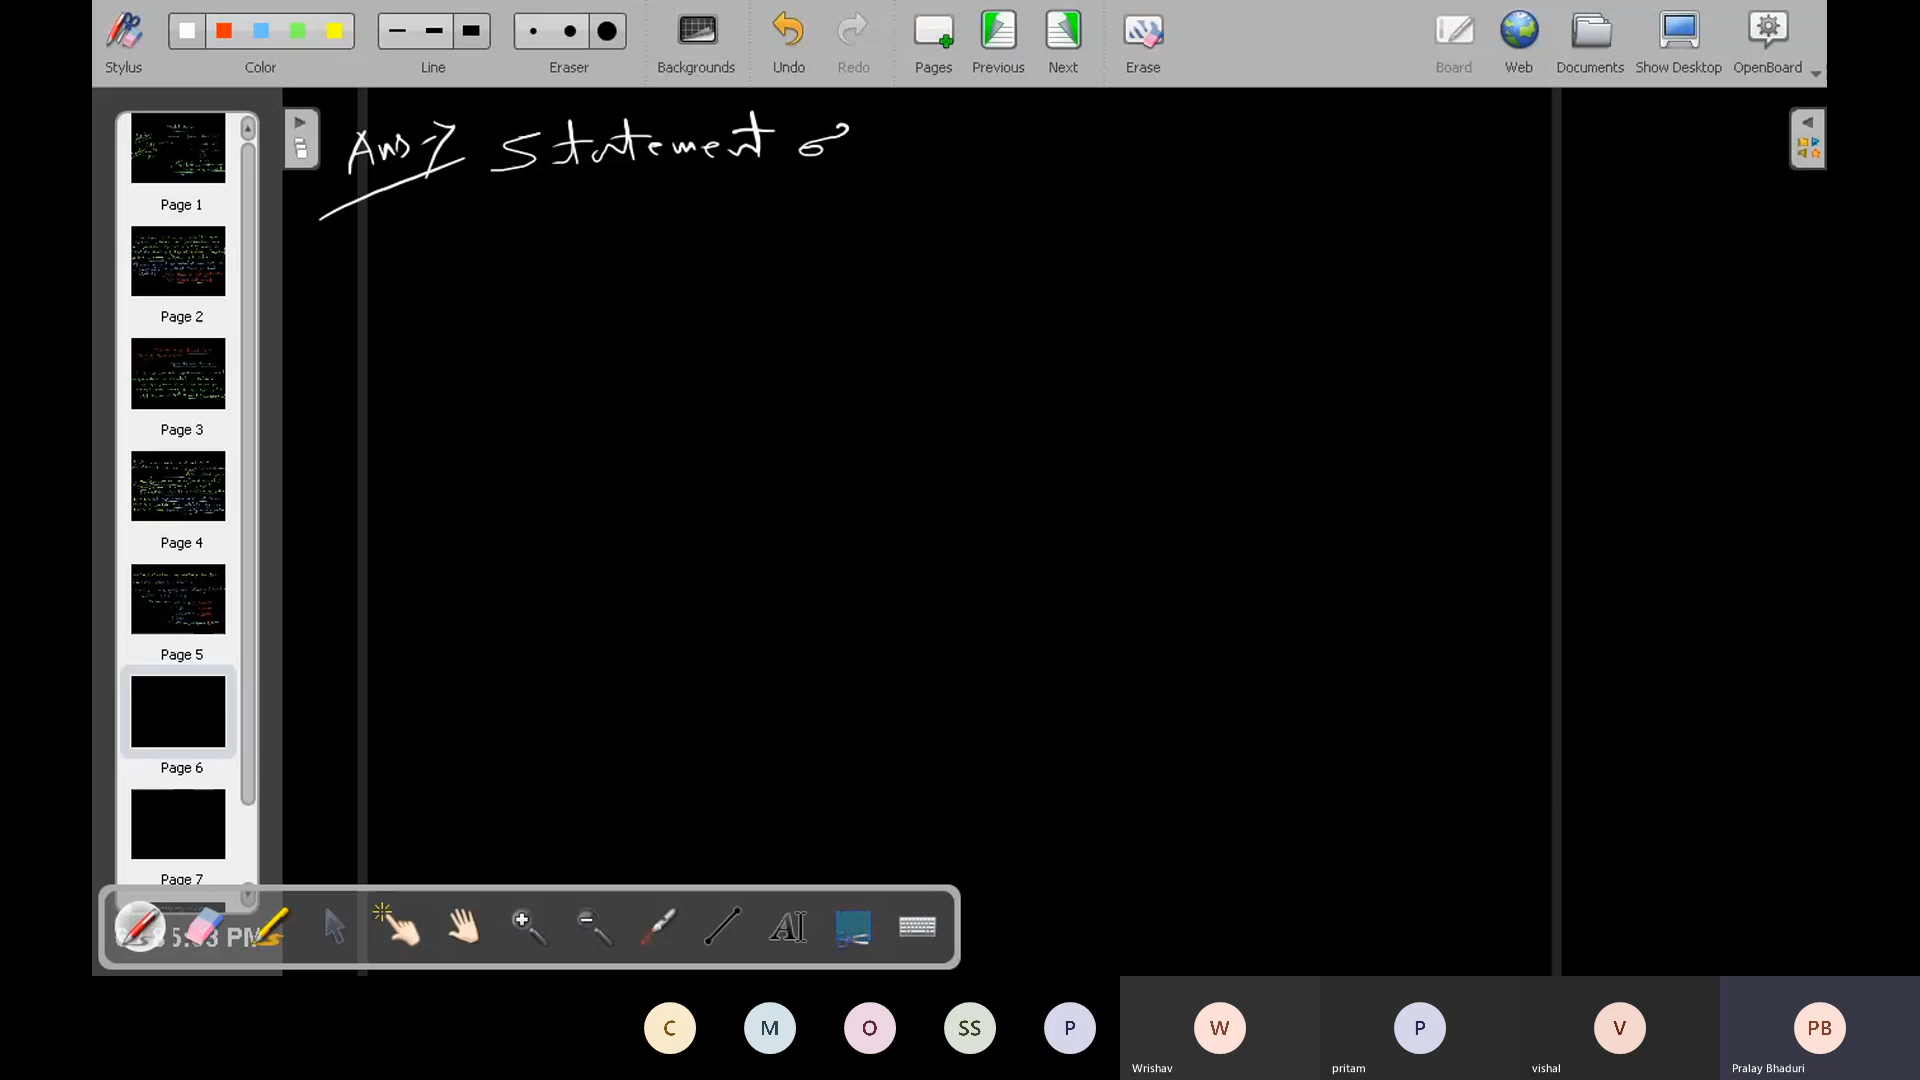 Stylus
Color
Line
Eraser
Backgrounds
Undo
Redo
Pages
Previous
Next
Erase
Board
Web
Documents
Show Desktop
OpenBoard
Ans-7 Statement
Page 1
Page 2
Page 3
Page 4
Page 5
Page 6
Page 7
PM
AI
C
M
O
SS
P
W
P
V
PB
Wrishav
pritam
vishal
Pralay Bhaduri